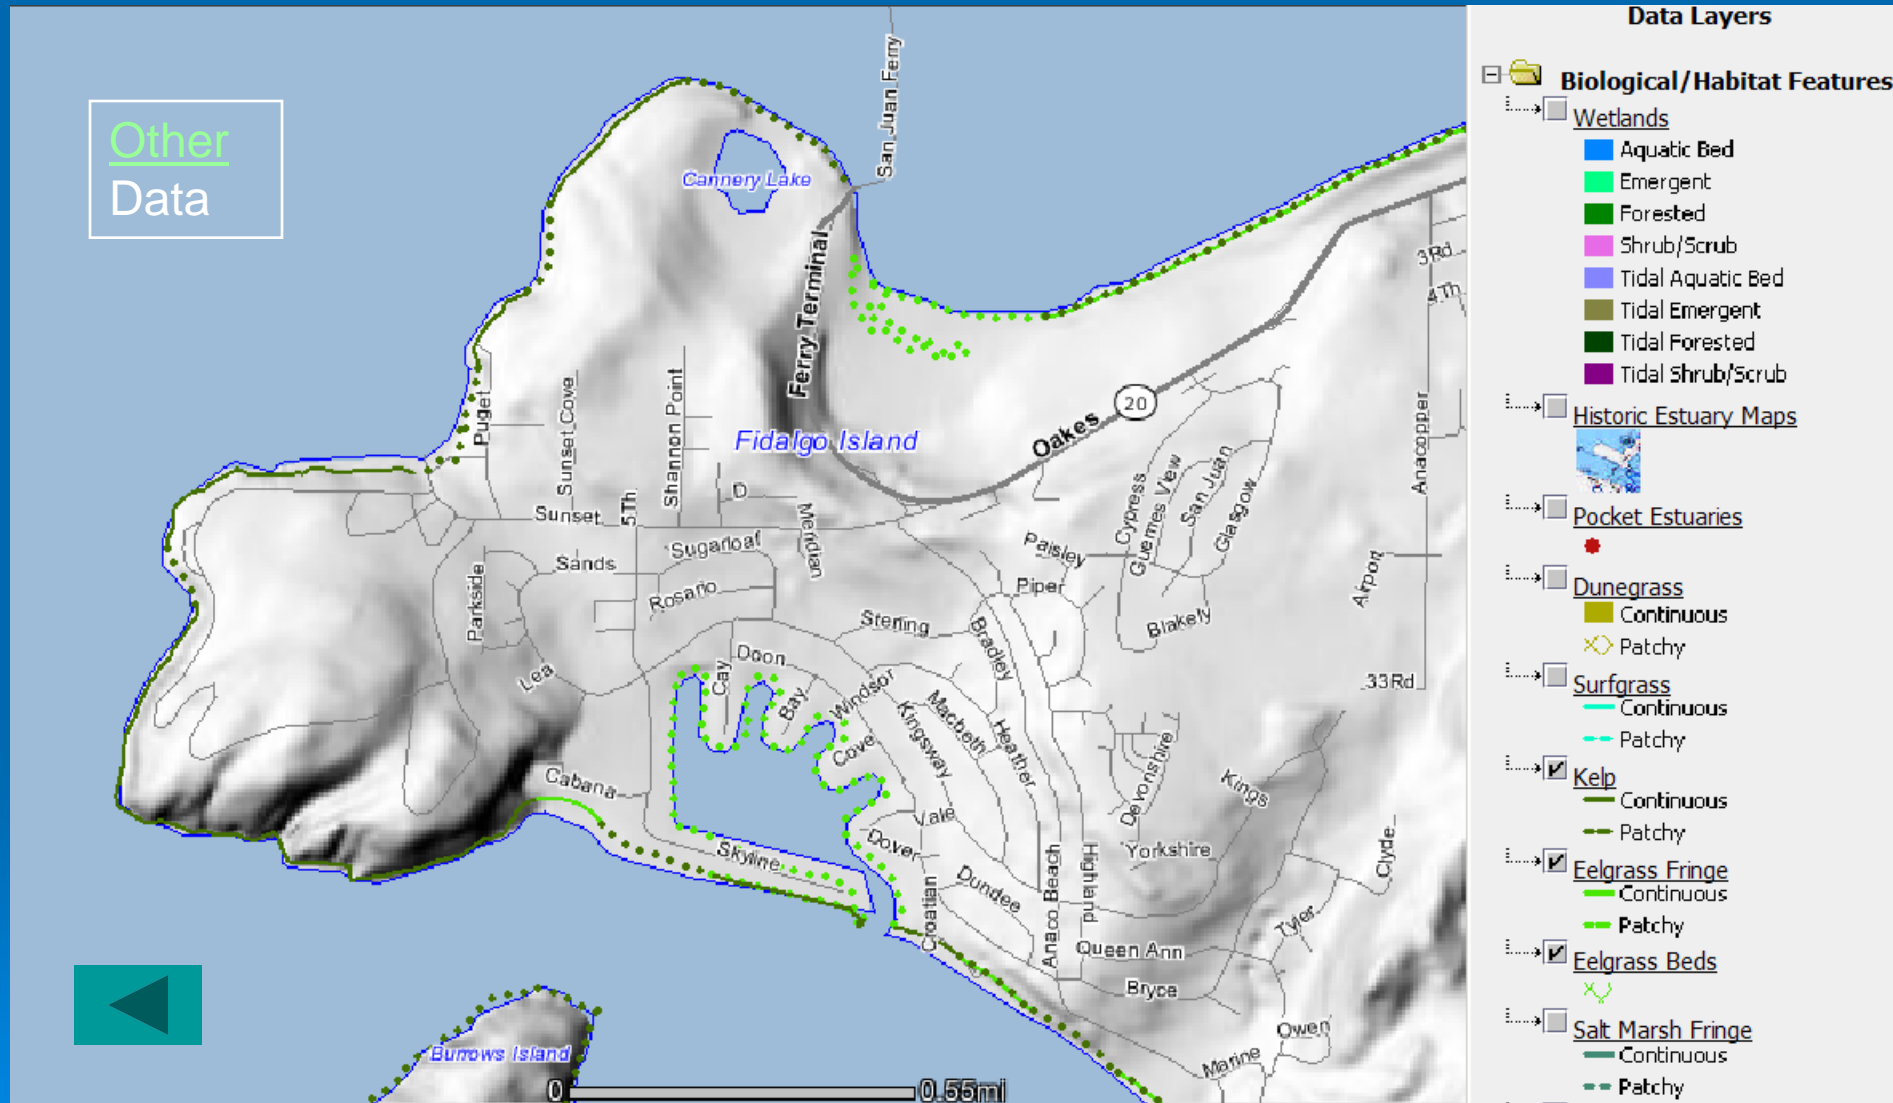 Other
Data
San Juan Ferry
Cannery Lake
Ferry Terminal
3Rd
4Th
Puget
Sunset Cove
Shannon Point
Fidalgo Island
Oakes
20
Anacopper
Sunset
5Th
D
Meridian
Cypress
Guemes View
San Juan
Glasgow
Sugarloaf
Sands
Rosario
Parkside
Paisley
Piper
Airport
Sterling
Blakely
Bradley
Lea
Doon
Cay
Bay
Windsor
33Rd
Cove
Kingsway
Macbeth
Heather
Devonshire
Kings
Cabana
Vale
Dover
Skyline
Yorkshire
Clyde
Dundee
Croatian
Anaco Beach
Highland
Tyler
Queen Ann
Bryce
Owen
Marine
Burrows Island
0
0.55mi
Data Layers
Biological/Habitat Features
Wetlands
Aquatic Bed
Emergent
Forested
Shrub/Scrub
Tidal Aquatic Bed
Tidal Emergent
Tidal Forested
Tidal Shrub/Scrub
Historic Estuary Maps
Pocket Estuaries
Dunegrass
Continuous
Patchy
Surfgrass
Continuous
Patchy
Kelp
Continuous
Patchy
Eelgrass Fringe
Continuous
Patchy
Eelgrass Beds
Salt Marsh Fringe
Continuous
Patchy